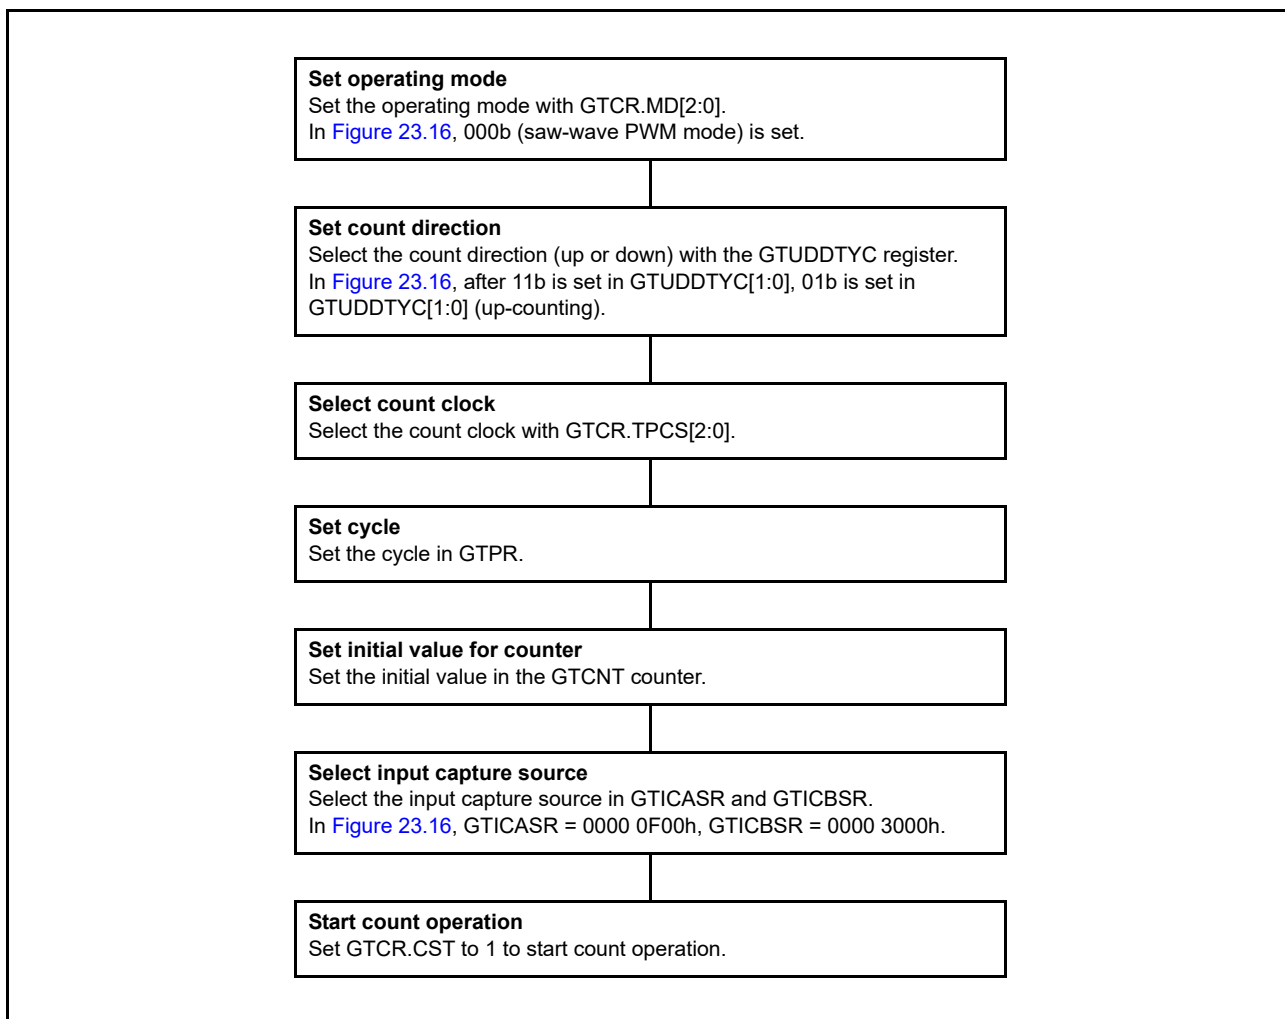 Set operating mode
Set the operating mode with GTCR.MD[2:0].
In Figure 23.16, 000b (saw-wave PWM mode) is set.
Set count direction
Select the count direction (up or down) with the GTUDDTYC register.
In Figure 23.16, after 11b is set in GTUDDTYC[1:0], 01b is set in
GTUDDTYC[1:0] (up-counting).
Select count clock
Select the count clock with GTCR.TPCS[2:0].
Set cycle
Set the cycle in GTPR.
Set initial value for counter
Set the initial value in the GTCNT counter.
Select input capture source
Select the input capture source in GTICASR and GTICBSR.
In Figure 23.16, GTICASR = 0000 0F00h, GTICBSR = 0000 3000h.
Start count operation
Set GTCR.CST to 1 to start count operation.